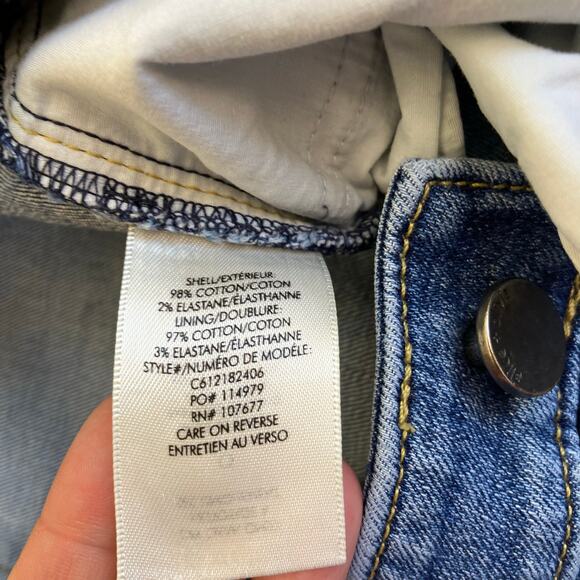 SHELL/EXTÉRIEUR:
98% COTTON/COTON
2% ELASTANE/ÉLASTHANNE
LINING/DOUBLURE:
97% COTTON/COTON
3% ELASTANE/ÉLASTHANNE
STYLE#/NUMÉRO DE MODÈLE:
C612182406
PO# 114979
RN# 107677
CARE ON REVERSE
ENTRETIEN AU VERSO